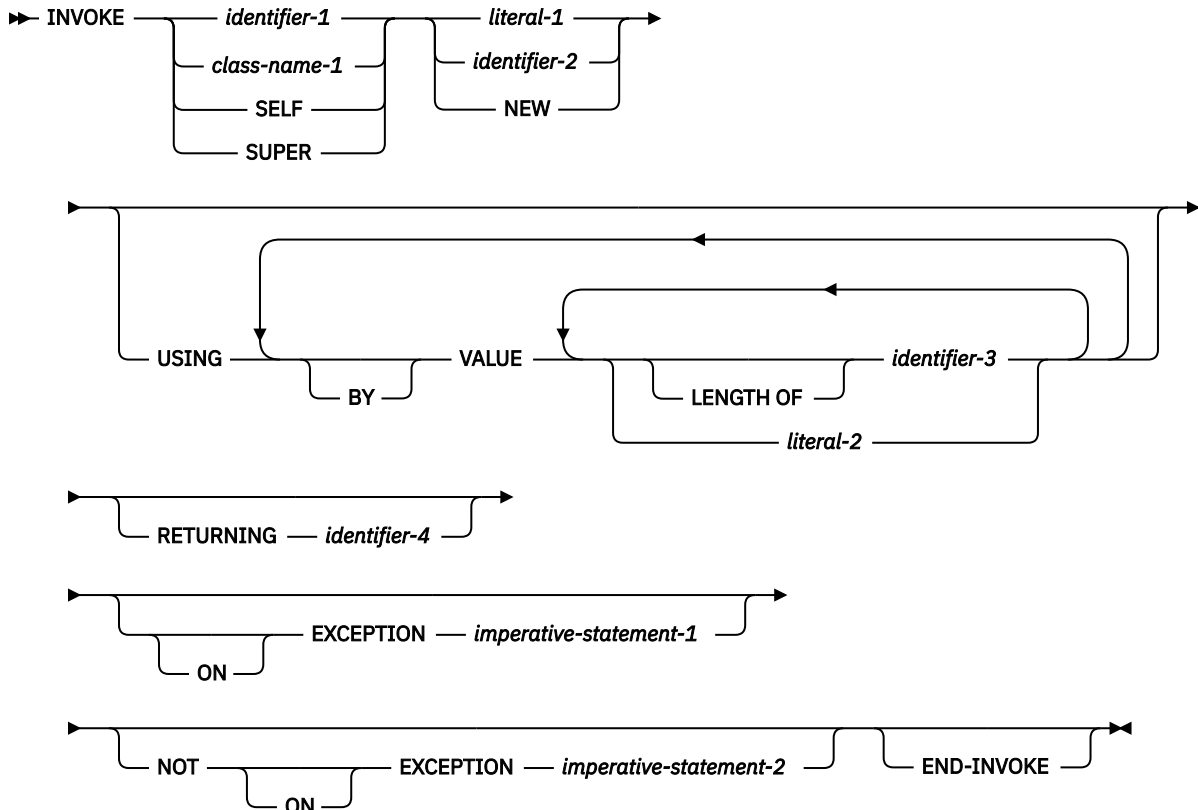 INVOKE identifier-1 literal-1
class-name-1 identifier-2
SELF NEW
SUPER
USING VALUE identifier-3
BY LENGTH OF
literal-2
RETURNING identifier-4
EXCEPTION imperative-statement-1
ON
NOT EXCEPTION imperative-statement-2 END-INVOKE
ON